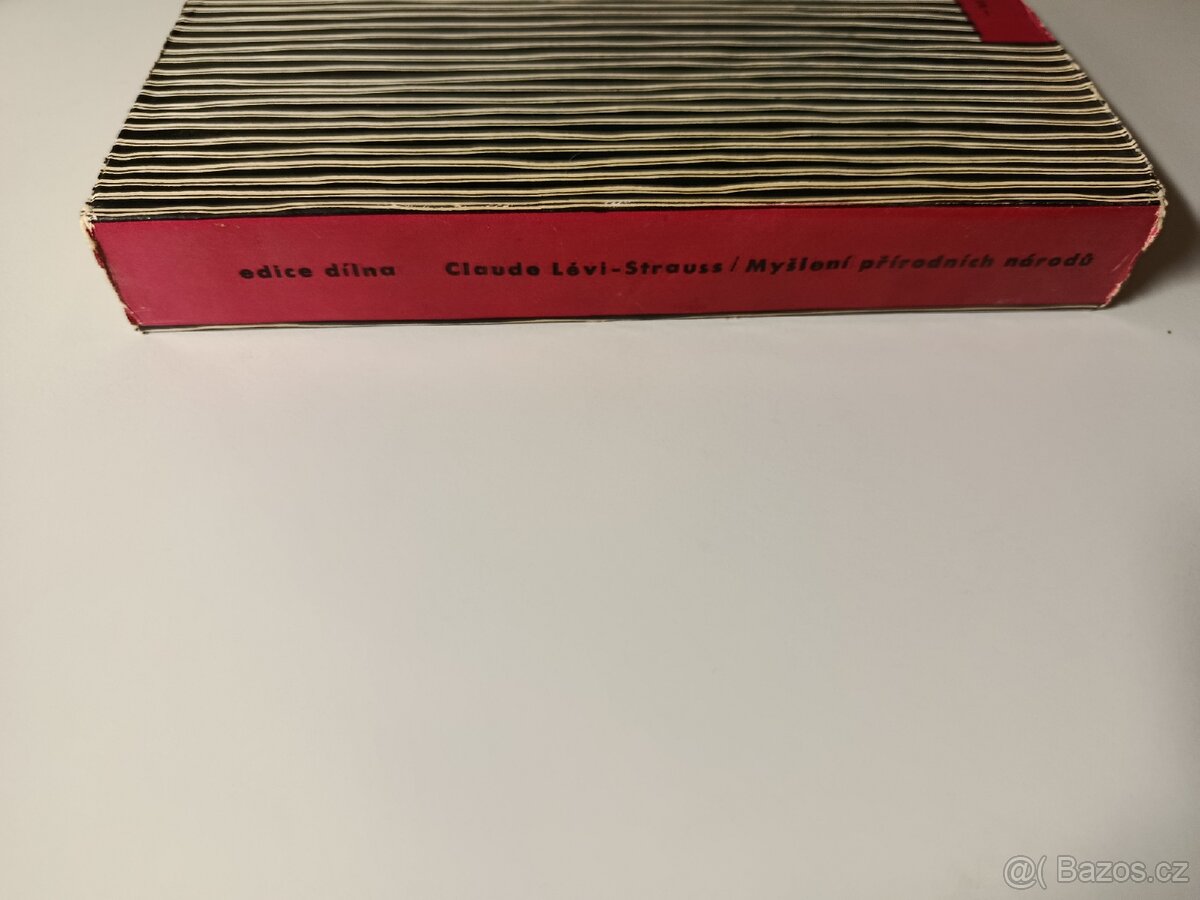 edice dílna Claude Lévi-Strauss / Myšlení přírodních národů
@( Bazos.cz